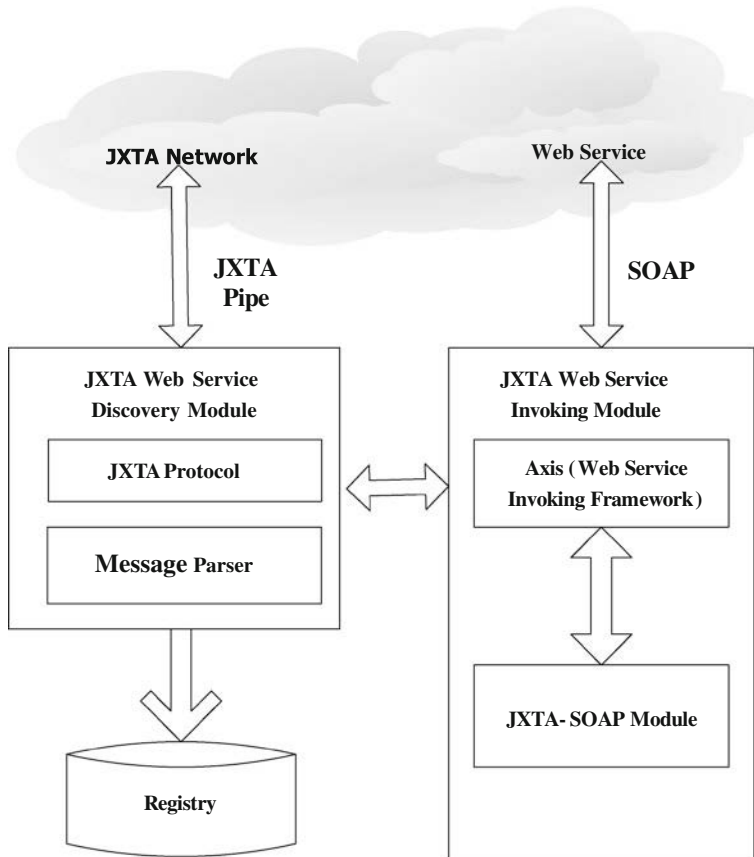 JXTA Network
Web Service
JXTA
Pipe
SOAP
JXTA Web Service
Discovery Module
JXTA Protocol
Message Parser
Registry
JXTA Web Service
Invoking Module
Axis (Web Service
Invoking Framework)
JXTA- SOAP Module